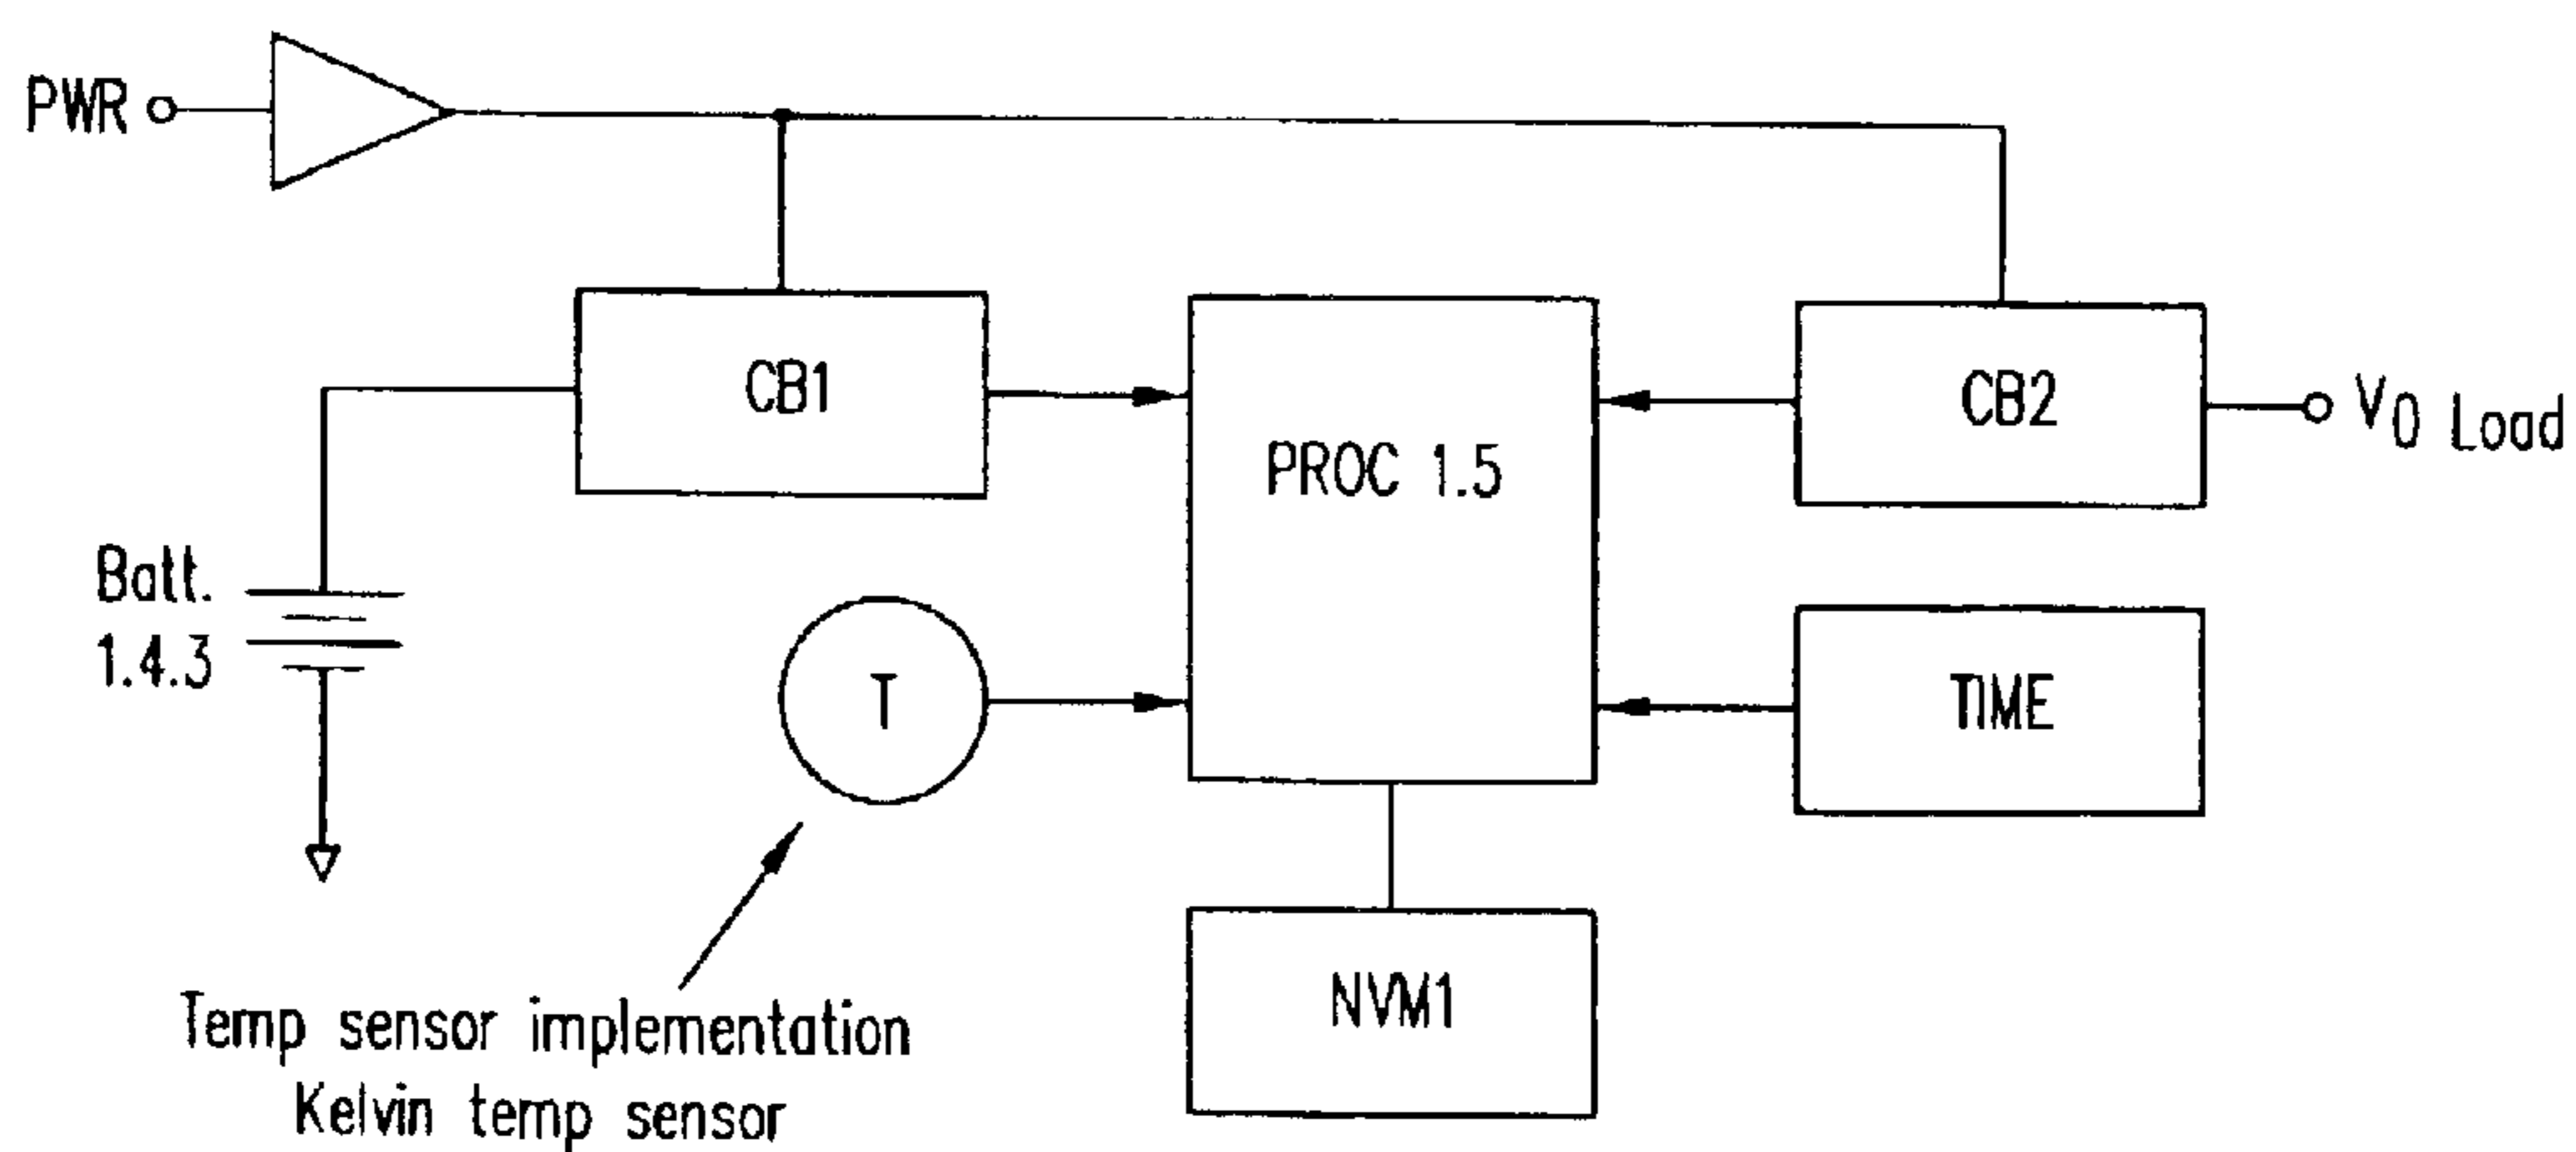 PWR
CB1
PROC 1.5
CB2
V0 Load
Batt.
1.4.3
T
TIME
NVM1
Temp sensor implementation
Kelvin temp sensor